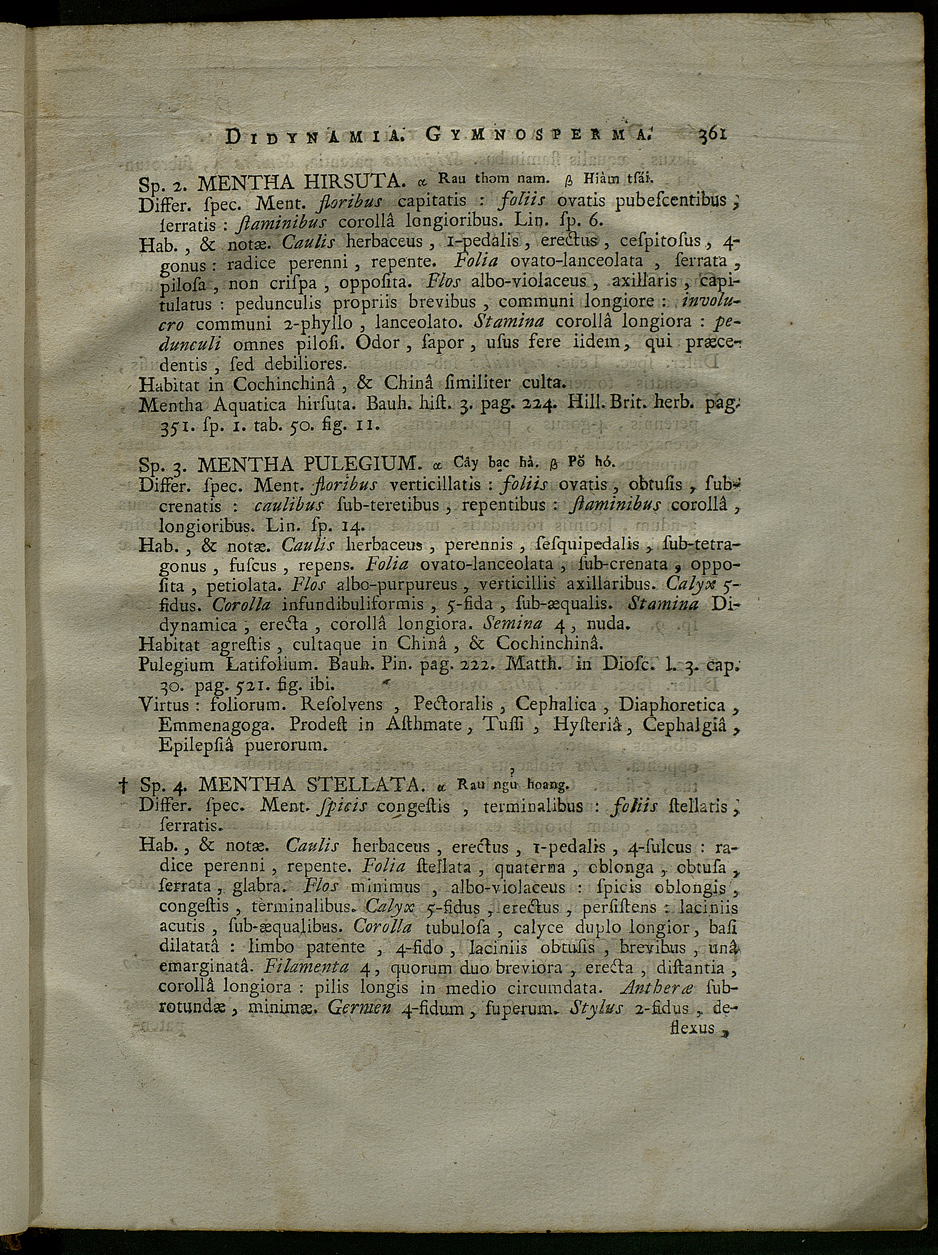 DIDYNAMIA. GYMNOSPERMA. 361
Sp. 2. MENTHA HIRSUTA. α Rau thom nam. β Hiàm tſái.
Differ. ſpec. Ment. floribus capitatis : foliis ovatis pubeſcentibus ;
ſerratis : ſtaminibus corollâ longioribus. Lin. ſp. 6.
Hab. , & notæ. Caulis herbaceus , 1-pedalis , erectus , ceſpitoſus , 4-
gonus : radice perenni , repente. Folia ovato-lanceolata , ſerrata ,
piloſa , non criſpa , oppoſita. Flos albo-violaceus , axillaris , capi-
tulatus : pedunculis propriis brevibus , communi longiore : involu-
cro communi 2-phyllo , lanceolato. Stamina corollâ longiora : pe-
dunculi omnes piloſi. Odor , ſapor , uſus fere iidem , qui præce-
dentis , ſed debiliores.
Habitat in Cochinchinâ , & Chinâ ſimiliter culta.
Mentha Aquatica hirſuta. Bauh. hiſt. 3. pag. 224. Hill. Brit. herb. pag.
351. ſp. 1. tab. 50. fig. 11.
Sp. 3. MENTHA PULEGIUM. α Cây bạc hà. β Pŏ hó.
Differ. ſpec. Ment. floribus verticillatis : foliis ovatis , obtuſis , ſub-
crenatis : caulibus ſub-teretibus , repentibus : ſtaminibus corollâ ,
longioribus. Lin. ſp. 14.
Hab. , & notæ. Caulis herbaceus , perennis , ſeſquipedalis , ſub-tetra-
gonus , fuſcus , repens. Folia ovato-lanceolata , ſub-crenata , oppo-
ſita , petiolata. Flos albo-purpureus , verticillis axillaribus. Calyx 5-
fidus. Corolla infundibuliformis , 5-fida , ſub-æqualis. Stamina Di-
dynamica , erecta , corollâ longiora. Semina 4 , nuda.
Habitat agreſtis , cultaque in Chinâ , & Cochinchinâ.
Pulegium Latifolium. Bauh. Pin. pag. 222. Matth. in Dioſc. l. 3. cap.
30. pag. 521. fig. ibi.
Virtus : foliorum. Reſolvens , Pectoralis , Cephalica , Diaphoretica ,
Emmenagoga. Prodeſt in Aſthmate , Tuſſi , Hyſteriâ , Cephalgiâ ,
Epilepſiâ puerorum.
† Sp. 4. MENTHA STELLATA. α Rau ngủ hoang.
Differ. ſpec. Ment. ſpicis congeſtis , terminalibus : foliis ſtellatis ,
ſerratis.
Hab. , & notæ. Caulis herbaceus , erectus , 1-pedalis , 4-ſulcus : ra-
dice perenni , repente. Folia ſtellata , quaterna , oblonga , obtuſa ,
ſerrata , glabra. Flos minimus , albo-violaceus : ſpicis oblongis ,
congeſtis , terminalibus. Calyx 5-fidus , erectus , perſiſtens : laciniis
acutis , ſub-æqualibus. Corolla tubuloſa , calyce duplo longior , baſi
dilatatâ : limbo patente , 4-fido , laciniis obtuſis , brevibus , unâ
emarginatâ. Filamenta 4 , quorum duo breviora , erecta , diſtantia ,
corollâ longiora : pilis longis in medio circumdata. Antheræ ſub-
rotundæ , minimæ. Germen 4-fidum , ſuperum. Stylus 2-fidus , de-
flexus ,